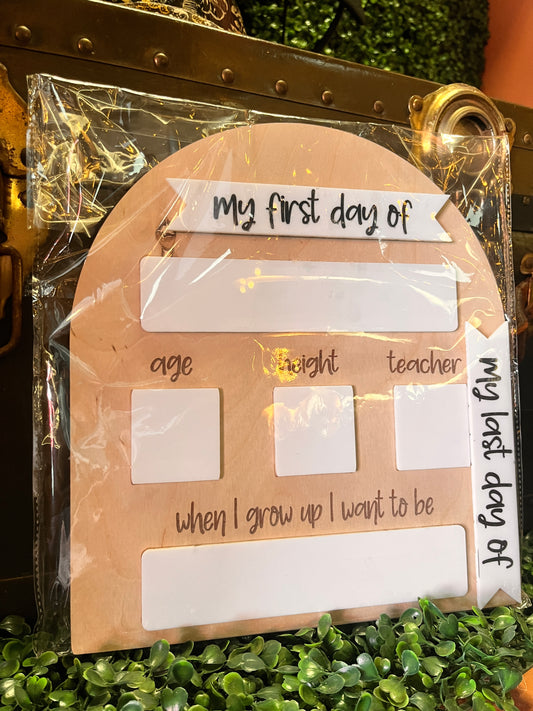 my first day of
age height teacher
when I grow up I want to be
my last day of